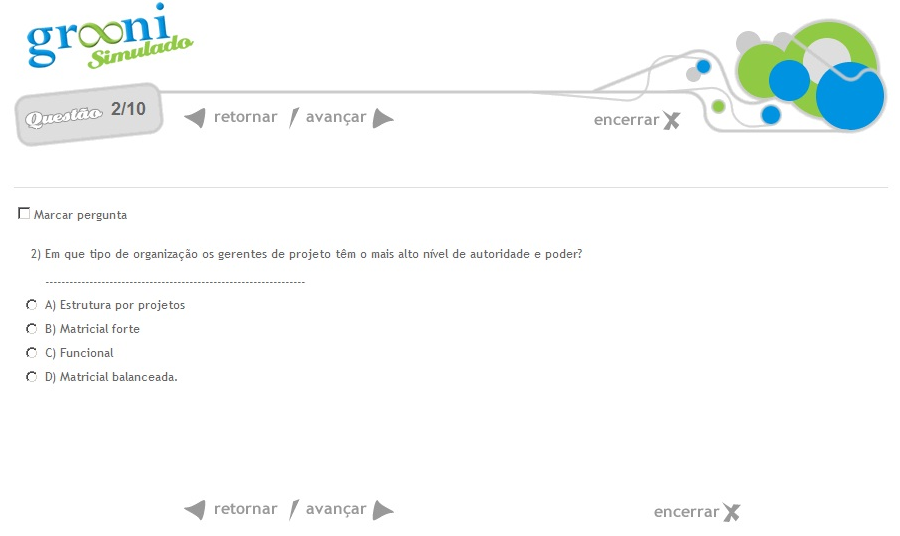 grooni
Simulado
Questão 2/10
retornar / avançar
encerrar X
Marcar pergunta
2) Em que tipo de organização os gerentes de projeto têm o mais alto nível de autoridade e poder?
-----------------------------------------------------------------
A) Estrutura por projetos
B) Matricial forte
C) Funcional
D) Matricial balanceada.
retornar / avançar
encerrar X